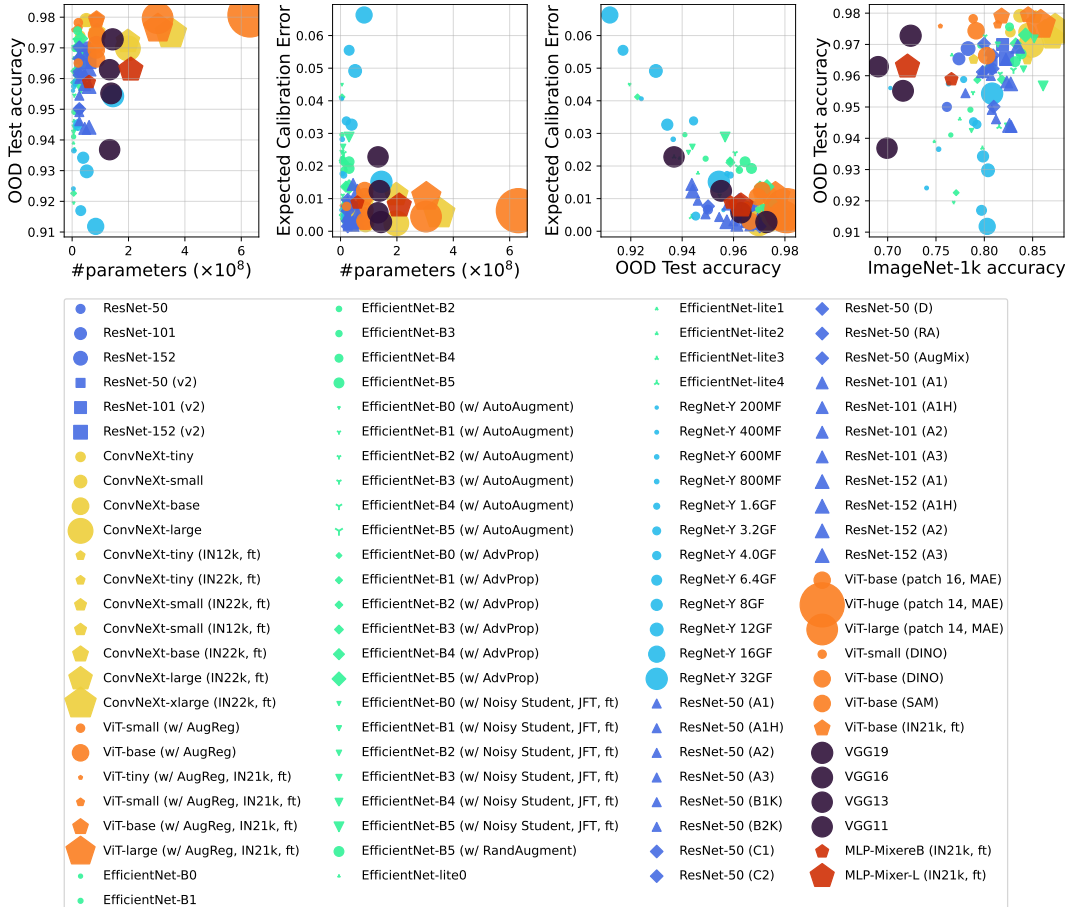 OOD Test accuracy
0.98
0.97
0.96
0.95
0.94
0.93
0.92
0.91
0
2
4
6
#parameters (×10⁸)
Expected Calibration Error
0.06
0.05
0.04
0.03
0.02
0.01
0.00
0
2
4
6
#parameters (×10⁸)
Expected Calibration Error
0.06
0.05
0.04
0.03
0.02
0.01
0.00
0.92
0.94
0.96
0.98
OOD Test accuracy
OOD Test accuracy
0.98
0.97
0.96
0.95
0.94
0.93
0.92
0.91
0.70
0.75
0.80
0.85
ImageNet-1k accuracy
ResNet-50
ResNet-101
ResNet-152
ResNet-50 (v2)
ResNet-101 (v2)
ResNet-152 (v2)
ConvNeXt-tiny
ConvNeXt-small
ConvNeXt-base
ConvNeXt-large
ConvNeXt-tiny (IN12k, ft)
ConvNeXt-tiny (IN22k, ft)
ConvNeXt-small (IN22k, ft)
ConvNeXt-small (IN12k, ft)
ConvNeXt-base (IN22k, ft)
ConvNeXt-large (IN22k, ft)
ConvNeXt-xlarge (IN22k, ft)
ViT-small (w/ AugReg)
ViT-base (w/ AugReg)
ViT-tiny (w/ AugReg, IN21k, ft)
ViT-small (w/ AugReg, IN21k, ft)
ViT-base (w/ AugReg, IN21k, ft)
ViT-large (w/ AugReg, IN21k, ft)
EfficientNet-B0
EfficientNet-B1
EfficientNet-B2
EfficientNet-B3
EfficientNet-B4
EfficientNet-B5
EfficientNet-B0 (w/ AutoAugment)
EfficientNet-B1 (w/ AutoAugment)
EfficientNet-B2 (w/ AutoAugment)
EfficientNet-B3 (w/ AutoAugment)
EfficientNet-B4 (w/ AutoAugment)
EfficientNet-B5 (w/ AutoAugment)
EfficientNet-B0 (w/ AdvProp)
EfficientNet-B1 (w/ AdvProp)
EfficientNet-B2 (w/ AdvProp)
EfficientNet-B3 (w/ AdvProp)
EfficientNet-B4 (w/ AdvProp)
EfficientNet-B5 (w/ AdvProp)
EfficientNet-B0 (w/ Noisy Student, JFT, ft)
EfficientNet-B1 (w/ Noisy Student, JFT, ft)
EfficientNet-B2 (w/ Noisy Student, JFT, ft)
EfficientNet-B3 (w/ Noisy Student, JFT, ft)
EfficientNet-B4 (w/ Noisy Student, JFT, ft)
EfficientNet-B5 (w/ Noisy Student, JFT, ft)
EfficientNet-B5 (w/ RandAugment)
EfficientNet-lite0
EfficientNet-lite1
EfficientNet-lite2
EfficientNet-lite3
EfficientNet-lite4
RegNet-Y 200MF
RegNet-Y 400MF
RegNet-Y 600MF
RegNet-Y 800MF
RegNet-Y 1.6GF
RegNet-Y 3.2GF
RegNet-Y 4.0GF
RegNet-Y 6.4GF
RegNet-Y 8GF
RegNet-Y 12GF
RegNet-Y 16GF
RegNet-Y 32GF
ResNet-50 (A1)
ResNet-50 (A1H)
ResNet-50 (A2)
ResNet-50 (A3)
ResNet-50 (B1K)
ResNet-50 (B2K)
ResNet-50 (C1)
ResNet-50 (C2)
ResNet-50 (D)
ResNet-50 (RA)
ResNet-50 (AugMix)
ResNet-101 (A1)
ResNet-101 (A1H)
ResNet-101 (A2)
ResNet-101 (A3)
ResNet-152 (A1)
ResNet-152 (A1H)
ResNet-152 (A2)
ResNet-152 (A3)
ViT-base (patch 16, MAE)
ViT-huge (patch 14, MAE)
ViT-large (patch 14, MAE)
ViT-small (DINO)
ViT-base (DINO)
ViT-base (SAM)
ViT-base (IN21k, ft)
VGG19
VGG16
VGG13
VGG11
MLP-MixereB (IN21k, ft)
MLP-Mixer-L (IN21k, ft)